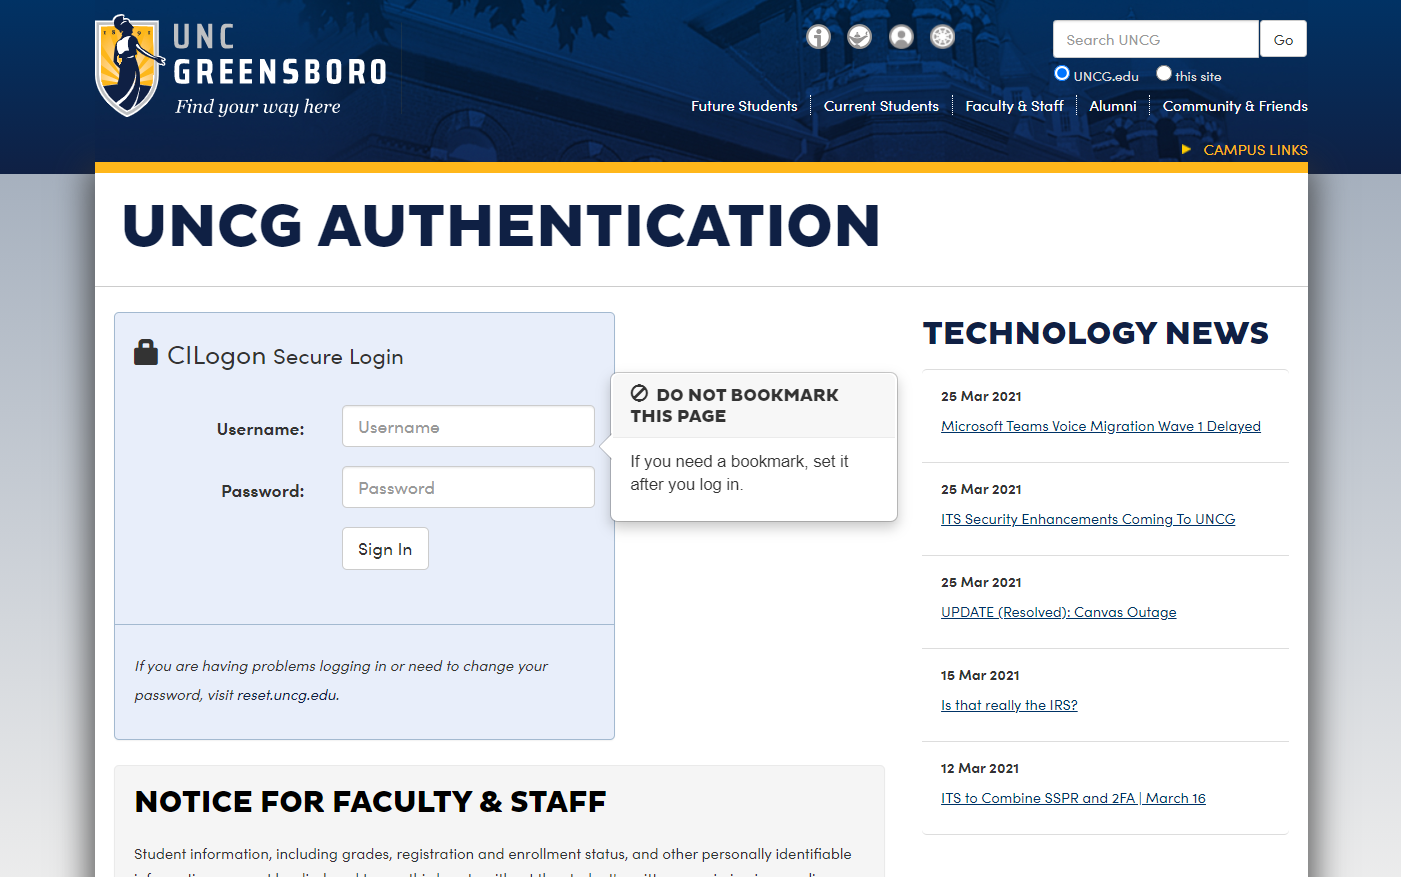 1891
UNC
GREENSBORO
Find your way here
Search UNCG
Go
UNCG.edu
this site
Future Students
Current Students
Faculty & Staff
Alumni
Community & Friends
CAMPUS LINKS
UNCG AUTHENTICATION
CILogon Secure Login
Username:
Username
Password:
Password
Sign In
DO NOT BOOKMARK
THIS PAGE
If you need a bookmark, set it
after you log in.
If you are having problems logging in or need to change your
password, visit reset.uncg.edu.
NOTICE FOR FACULTY & STAFF
Student information, including grades, registration and enrollment status, and other personally identifiable
TECHNOLOGY NEWS
25 Mar 2021
Microsoft Teams Voice Migration Wave 1 Delayed
25 Mar 2021
ITS Security Enhancements Coming To UNCG
25 Mar 2021
UPDATE (Resolved): Canvas Outage
15 Mar 2021
Is that really the IRS?
12 Mar 2021
ITS to Combine SSPR and 2FA | March 16